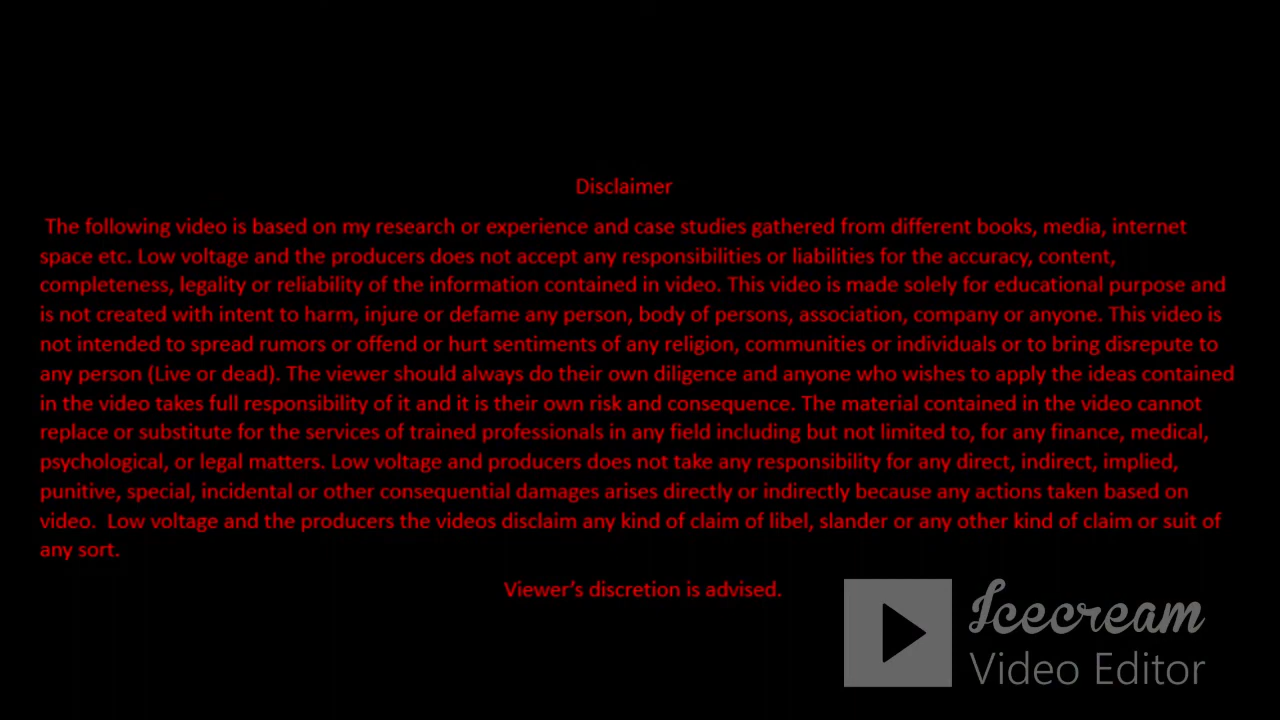 Disclaimer
The following video is based on my research or experience and case studies gathered from different books, media, internet
space etc. Low voltage and the producers does not accept any responsibilities or liabilities for the accuracy, content,
completeness, legality or reliability of the information contained in video. This video is made solely for educational purpose and
is not created with intent to harm, injure or defame any person, body of persons, association, company or anyone. This video is
not intended to spread rumors or offend or hurt sentiments of any religion, communities or individuals or to bring disrepute to
any person (Live or dead). The viewer should always do their own diligence and anyone who wishes to apply the ideas contained
in the video takes full responsibility of it and it is their own risk and consequence. The material contained in the video cannot
replace or substitute for the services of trained professionals in any field including but not limited to, for any finance, medical,
psychological, or legal matters. Low voltage and producers does not take any responsibility for any direct, indirect, implied,
punitive, special, incidental or other consequential damages arises directly or indirectly because any actions taken based on
video.  Low voltage and the producers the videos disclaim any kind of claim of libel, slander or any other kind of claim or suit of
any sort.
Viewer’s discretion is advised.
Icecream
Video Editor